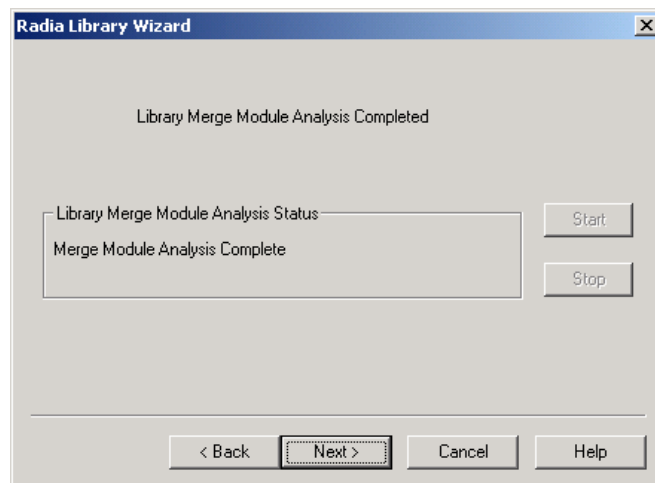 Radia Library Wizard
Library Merge Module Analysis Completed
Library Merge Module Analysis Status
Merge Module Analysis Complete
Start
Stop
< Back
Next >
Cancel
Help